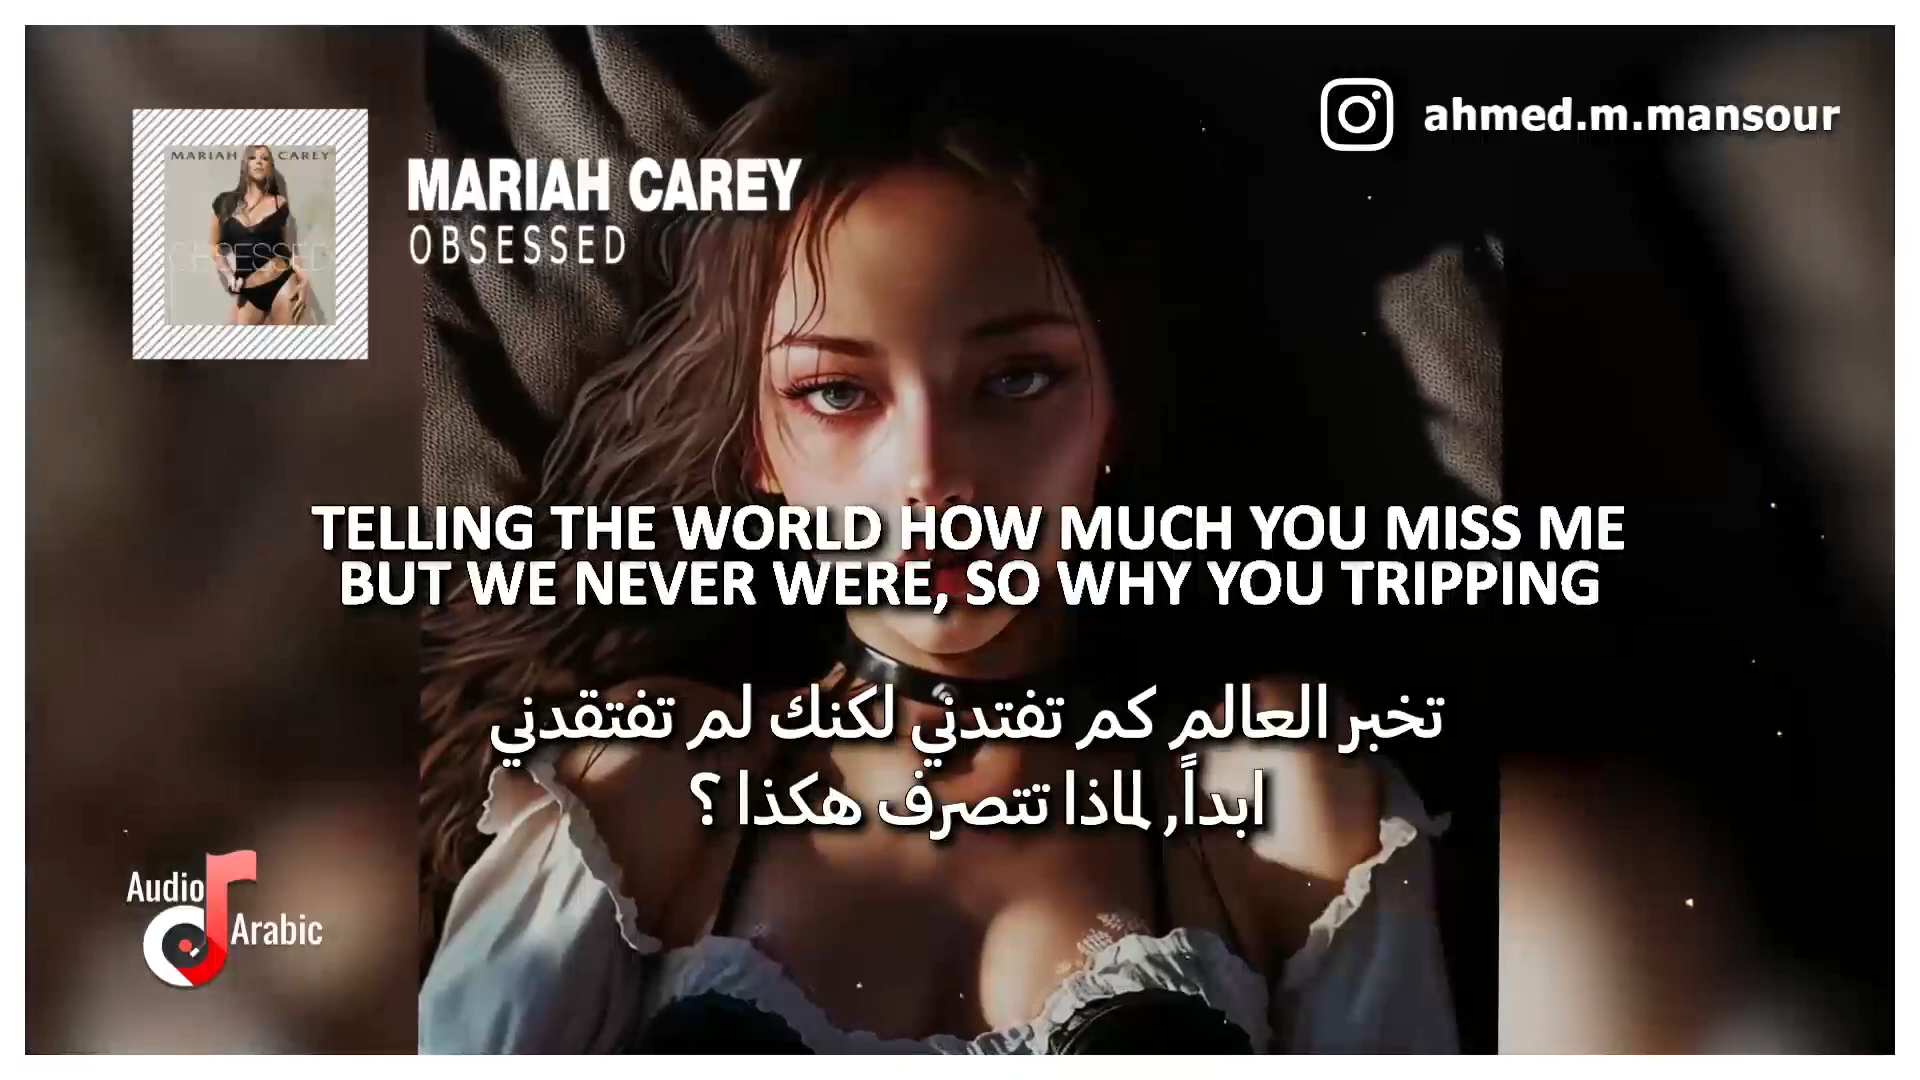 MARIAH CAREY
OBSESSED
MARIAH CAREY
OBSESSED
ahmed.m.mansour
TELLING THE WORLD HOW MUCH YOU MISS ME
BUT WE NEVER WERE, SO WHY YOU TRIPPING
تخبر العالم كم تفتدني لكنك لم تفتقدني
ابداً, لماذا تتصرف هكذا ؟
Audio
Arabic